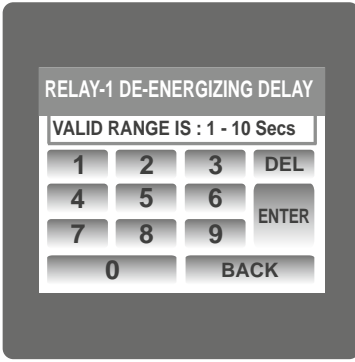 RELAY-1 DE-ENERGIZING DELAY
VALID RANGE IS : 1 - 10 Secs
1 2 3 DEL
4 5 6 ENTER
7 8 9
0 BACK